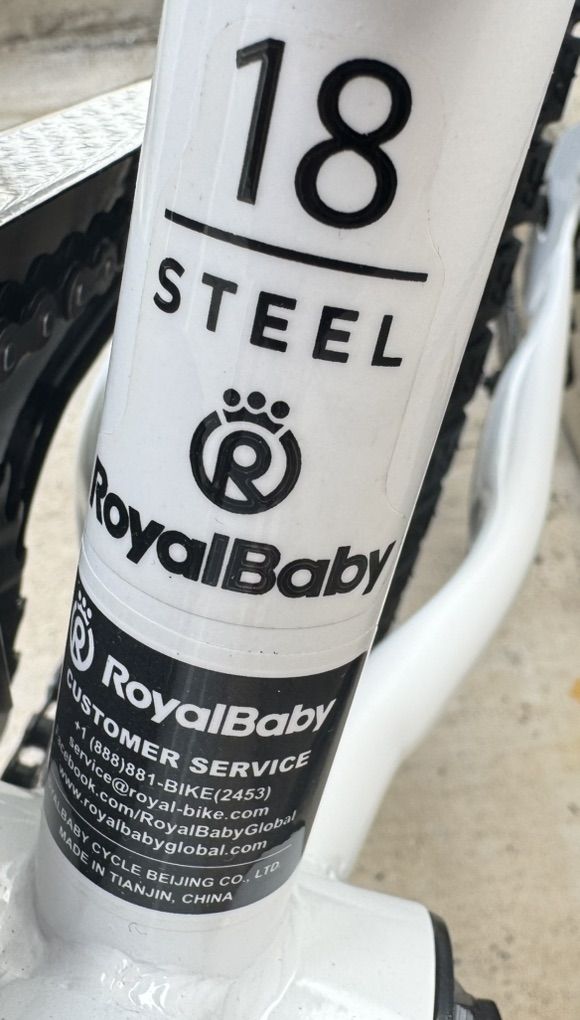 18
STEEL
R
RoyalBaby
R RoyalBaby
CUSTOMER SERVICE
+1 (888)881-BIKE(2453)
service@royal-bike.com
facebook.com/RoyalBabyGlobal
www.royalbabyglobal.com
ROYALBABY CYCLE BEIJING CO., LTD.
MADE IN TIANJIN, CHINA